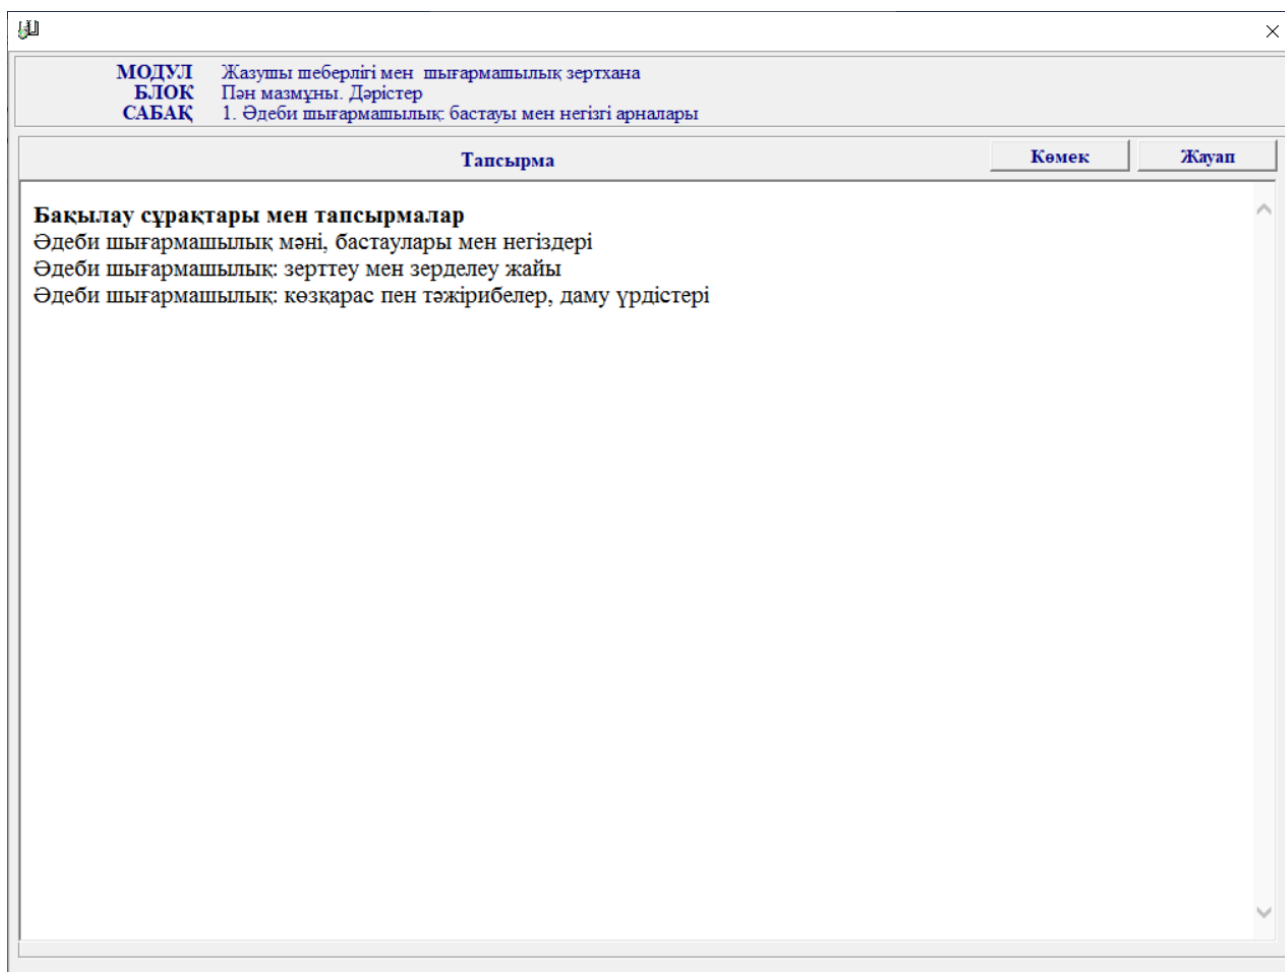 МОДУЛ Жазушы шеберлігі мен шығармашылық зертхана
БЛОК Пән мазмұны. Дәрістер
САБАҚ 1. Әдеби шығармашылық: бастауы мен негізгі арналары
Тапсырма Көмек Жауап
Бақылау сұрақтары мен тапсырмалар
Әдеби шығармашылық мәні, бастаулары мен негіздері
Әдеби шығармашылық: зерттеу мен зерделеу жайы
Әдеби шығармашылық: көзқарас пен тәжірибелер, даму үрдістері